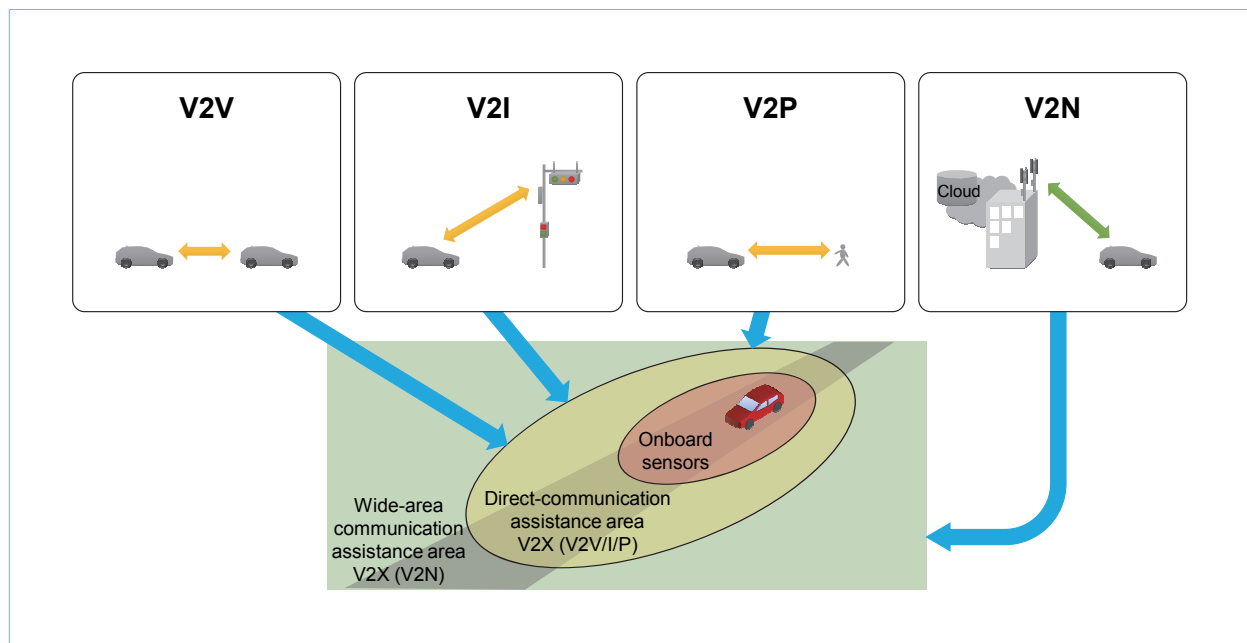 V2V
V2I
V2P
V2N
Cloud
Onboard
sensors
Direct-communication
assistance area
V2X (V2V/I/P)
Wide-area
communication
assistance area
V2X (V2N)